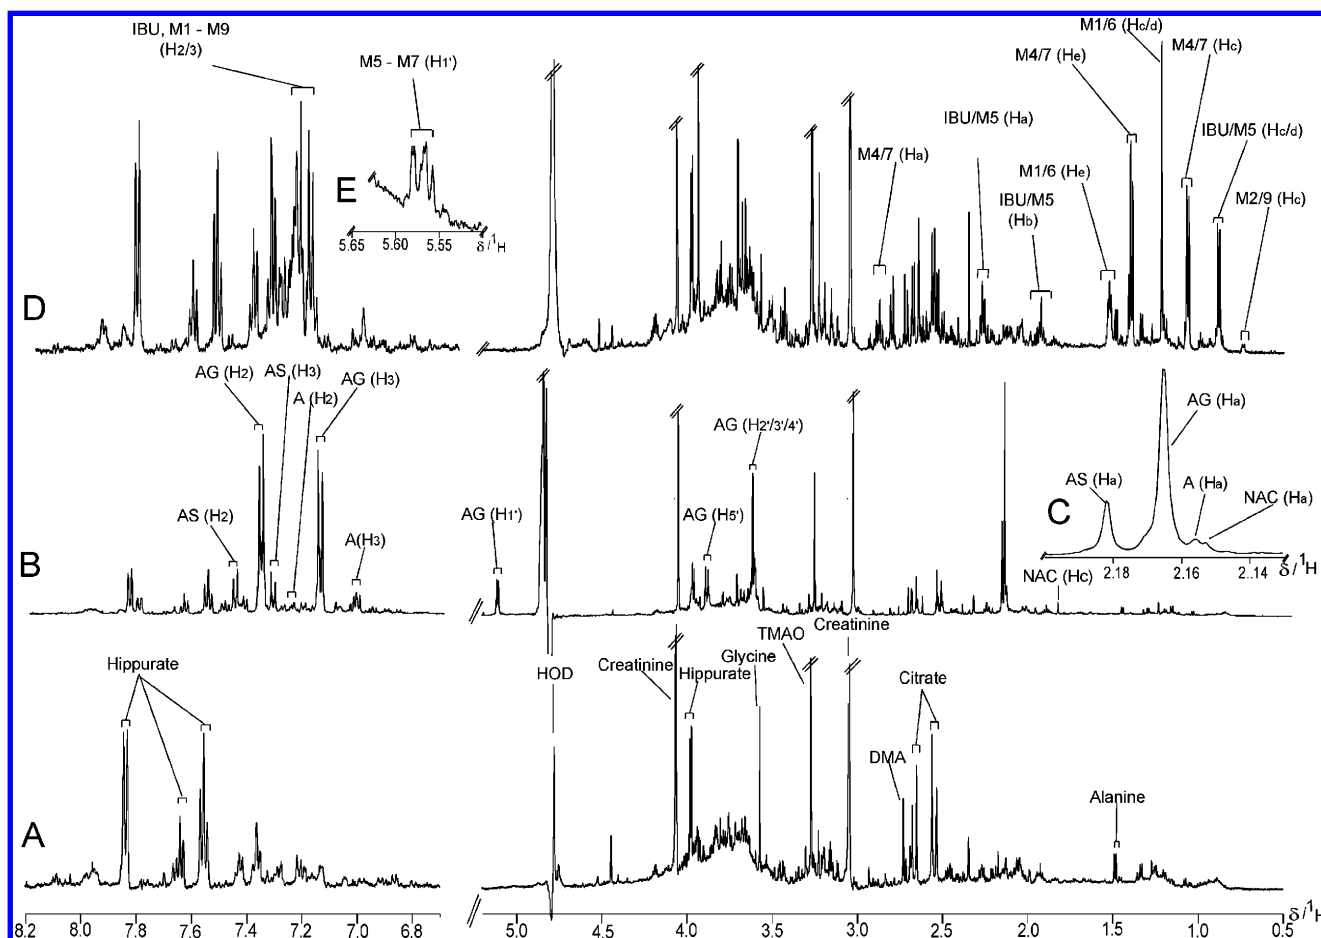 IBU, M1 - M9
(H2/3)
M5 - M7 (H1')
E
5.65 5.60 5.55 δ/1H
M1/6 (Hc/d)
M4/7 (Hc)
M4/7 (He)
IBU/M5 (Ha)
IBU/M5 (Hc/d)
M4/7 (Ha)
M1/6 (He)
IBU/M5
(Hb)
M2/9 (Hc)
D
AG (H2) AS (H3) AG (H3)
A (H2)
AS (H2)
A(H3)
AG (H1')
AG (H2'/3'/4')
AG (H5')
AG (Ha)
AS (Ha)
A (Ha)
NAC (Ha)
C
NAC (Hc)
2.18 2.16 2.14 δ/1H
B
Hippurate
HOD
Creatinine
Hippurate
Glycine
TMAO
Creatinine
DMA
Citrate
Alanine
A
8.2 8.0 7.8 7.6 7.4 7.2 7.0 6.8 5.0 4.5 4.0 3.5 3.0 2.5 2.0 1.5 1.0 0.5 δ/1H